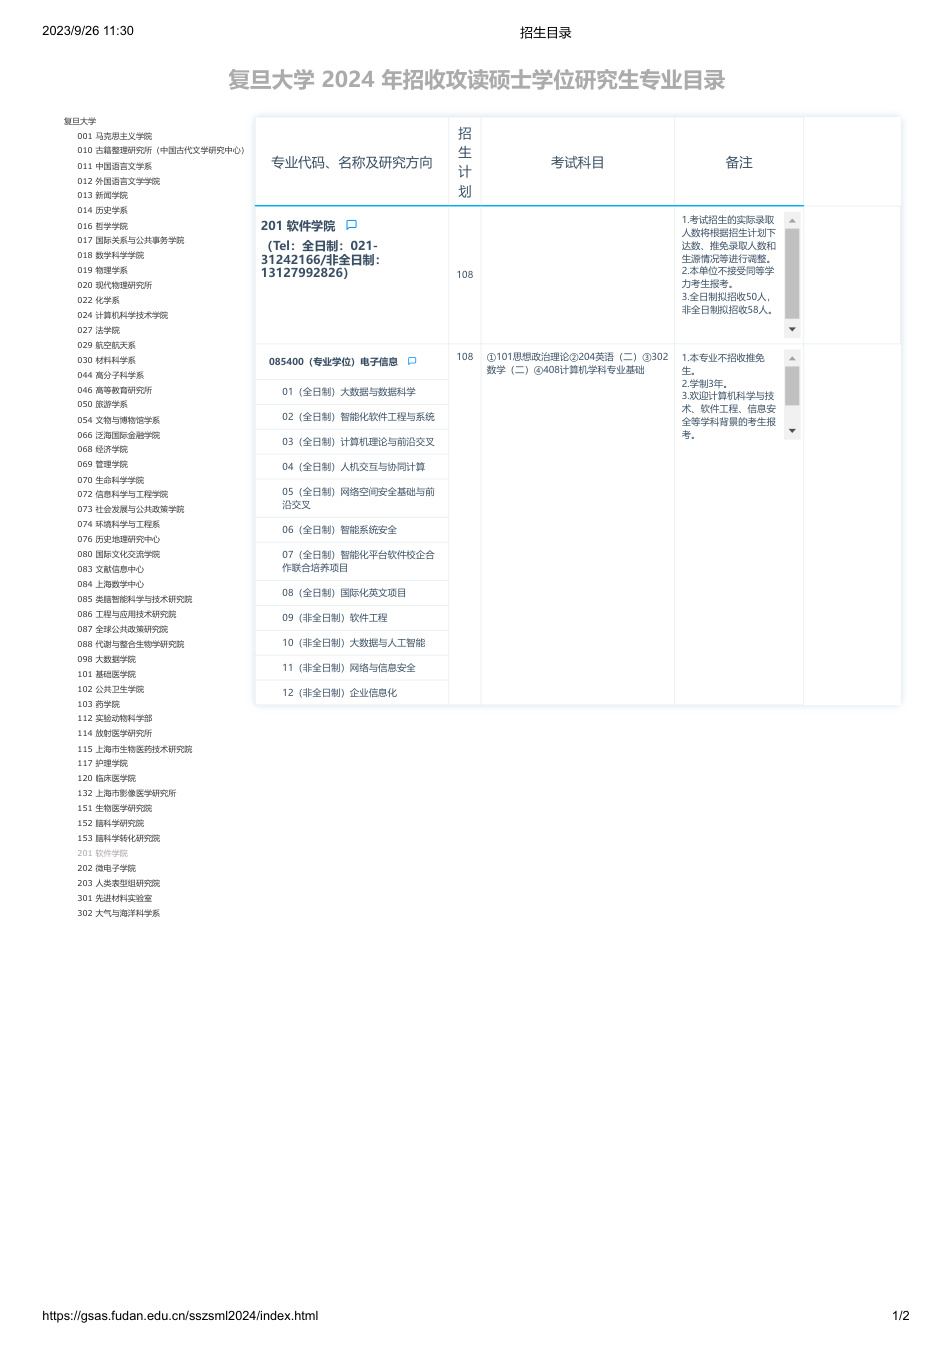 2023/9/26 11:30
招生目录
复旦大学 2024 年招收攻读硕士学位研究生专业目录
复旦大学
001 马克思主义学院
010 古籍整理研究所（中国古代文学研究中心）
011 中国语言文学系
012 外国语言文学学院
013 新闻学院
014 历史学系
016 哲学学院
017 国际关系与公共事务学院
018 数学科学学院
019 物理学系
020 现代物理研究所
022 化学系
024 计算机科学技术学院
027 法学院
029 航空航天系
030 材料科学系
044 高分子科学系
046 高等教育研究所
050 旅游学系
054 文物与博物馆学系
066 泛海国际金融学院
068 经济学院
069 管理学院
070 生命科学学院
072 信息科学与工程学院
073 社会发展与公共政策学院
074 环境科学与工程系
076 历史地理研究中心
080 国际文化交流学院
083 文献信息中心
084 上海数学中心
085 类脑智能科学与技术研究院
086 工程与应用技术研究院
087 全球公共政策研究院
088 代谢与整合生物学研究院
098 大数据学院
101 基础医学院
102 公共卫生学院
103 药学院
112 实验动物科学部
114 放射医学研究所
115 上海市生物医药技术研究院
117 护理学院
120 临床医学院
132 上海市影像医学研究所
151 生物医学研究院
152 脑科学研究院
153 脑科学转化研究院
201 软件学院
202 微电子学院
203 人类表型组研究院
301 先进材料实验室
302 大气与海洋科学系
专业代码、名称及研究方向
招
生
计
划
考试科目
备注
201 软件学院
（Tel：全日制：021-
31242166/非全日制：
13127992826）
108
1.考试招生的实际录取
人数将根据招生计划下
达数、推免录取人数和
生源情况等进行调整。
2.本单位不接受同等学
力考生报考。
3.全日制拟招收50人，
非全日制拟招收58人。
085400（专业学位）电子信息
108
①101思想政治理论②204英语（二）③302
数学（二）④408计算机学科专业基础
1.本专业不招收推免
生。
2.学制3年。
3.欢迎计算机科学与技
术、软件工程、信息安
全等学科背景的考生报
考。
01（全日制）大数据与数据科学
02（全日制）智能化软件工程与系统
03（全日制）计算机理论与前沿交叉
04（全日制）人机交互与协同计算
05（全日制）网络空间安全基础与前
沿交叉
06（全日制）智能系统安全
07（全日制）智能化平台软件校企合
作联合培养项目
08（全日制）国际化英文项目
09（非全日制）软件工程
10（非全日制）大数据与人工智能
11（非全日制）网络与信息安全
12（非全日制）企业信息化
https://gsas.fudan.edu.cn/sszsml2024/index.html
1/2